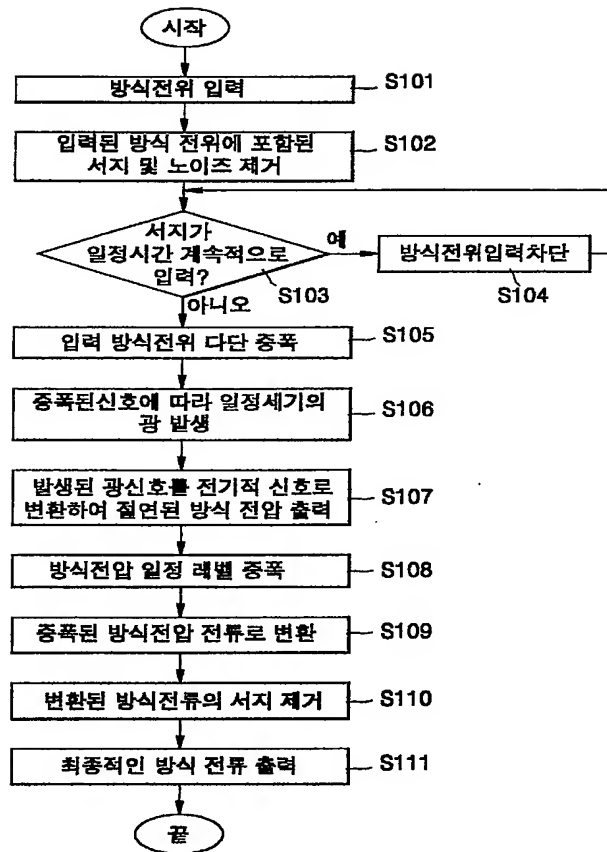 시작
방식전위 입력
S101
입력된 방식 전위에 포함된
서지 및 노이즈 제거
S102
서지가
일정시간 계속적으로
입력?
S103
예
방식전위입력차단
S104
아니오
입력 방식전위 다단 증폭
S105
증폭된신호에 따라 일정세기의
광 발생
S106
발생된 광신호를 전기적 신호로
변환하여 절연된 방식 전압 출력
S107
방식전압 일정 레벨 증폭
S108
증폭된 방식전압 전류로 변환
S109
변환된 방식전류의 서지 제거
S110
최종적인 방식 전류 출력
S111
끝